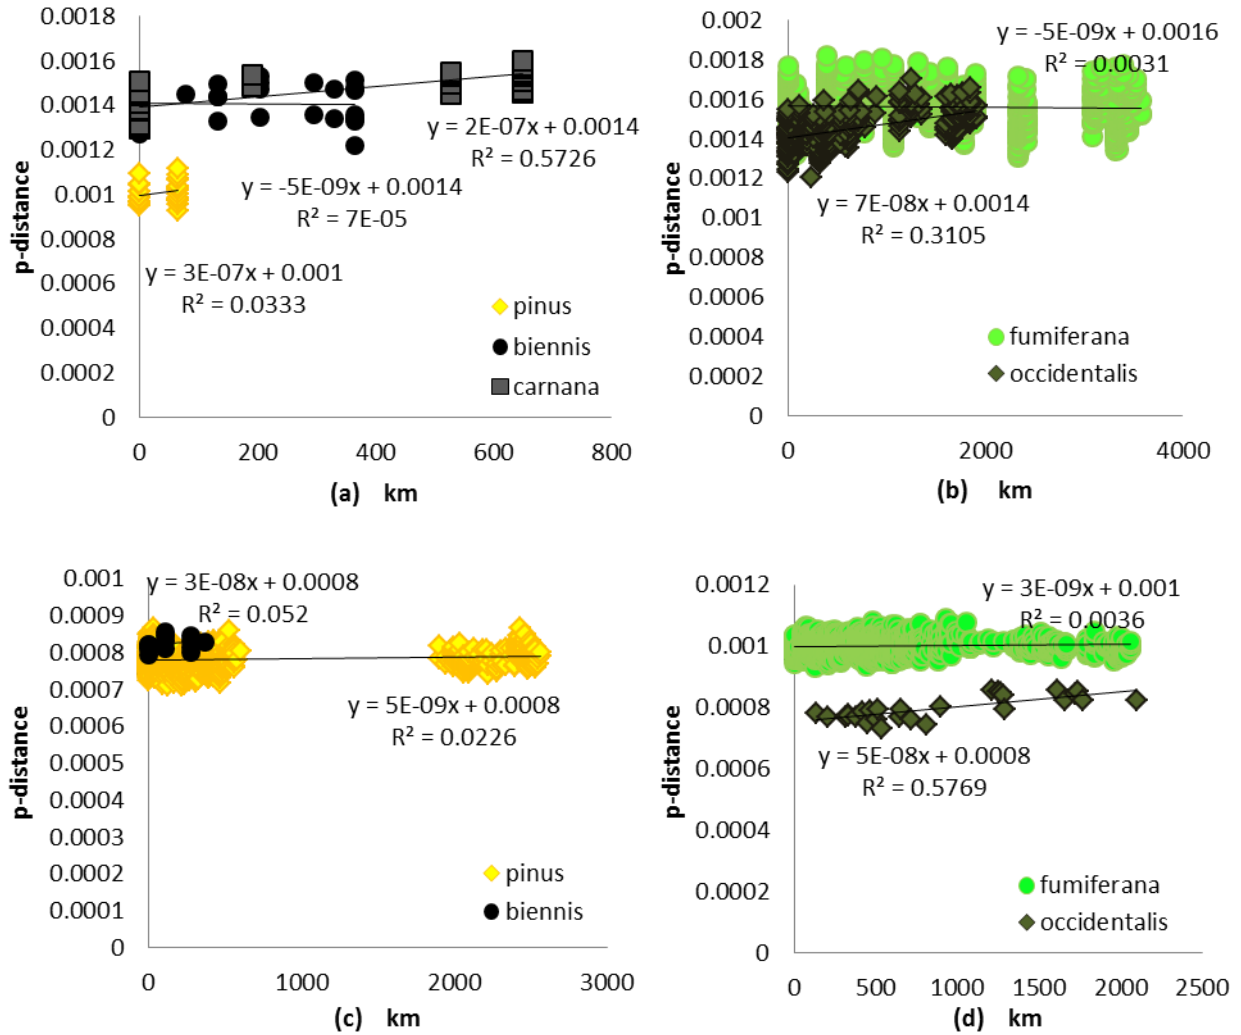 0.0018
0.0016
0.0014
0.0012
0.001
0.0008
0.0006
0.0004
0.0002
0
p-distance
y = 2E-07x + 0.0014
R² = 0.5726
y = -5E-09x + 0.0014
R² = 7E-05
y = 3E-07x + 0.001
R² = 0.0333
pinus
biennis
carnana
0 200 400 600 800
(a) km
0.002
0.0018
0.0016
0.0014
0.0012
0.001
0.0008
0.0006
0.0004
0.0002
0
p-distance
y = -5E-09x + 0.0016
R² = 0.0031
y = 7E-08x + 0.0014
R² = 0.3105
fumiferana
occidentalis
0 2000 4000
(b) km
0.001
0.0009
0.0008
0.0007
0.0006
0.0005
0.0004
0.0003
0.0002
0.0001
0
p-distance
y = 3E-08x + 0.0008
R² = 0.052
y = 5E-09x + 0.0008
R² = 0.0226
pinus
biennis
0 1000 2000 3000
(c) km
0.0012
0.001
0.0008
0.0006
0.0004
0.0002
0
p-distance
y = 3E-09x + 0.001
R² = 0.0036
y = 5E-08x + 0.0008
R² = 0.5769
fumiferana
occidentalis
0 500 1000 1500 2000 2500
(d) km